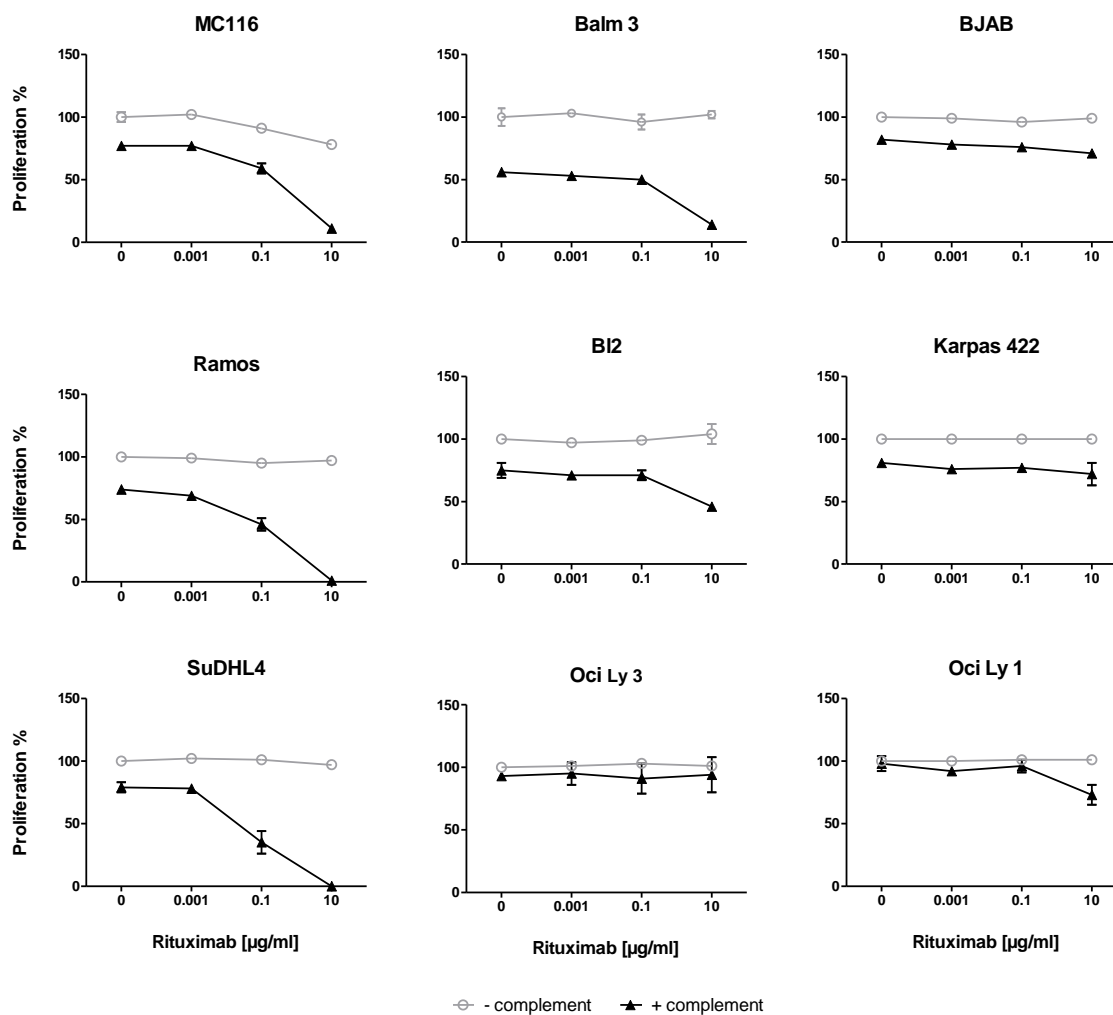 MC116
Balm 3
BJAB
Proliferation %
150
100
50
0
0 0.001 0.1 10
150
100
50
0
0 0.001 0.1 10
150
100
50
0
0 0.001 0.1 10
Ramos
Bl2
Karpas 422
Proliferation %
150
100
50
0
0 0.001 0.1 10
150
100
50
0
0 0.001 0.1 10
150
100
50
0
0 0.001 0.1 10
SuDHL4
Oci Ly 3
Oci Ly 1
Proliferation %
150
100
50
0
0 0.001 0.1 10
150
100
50
0
0 0.001 0.1 10
150
100
50
0
0 0.001 0.1 10
Rituximab [µg/ml]
Rituximab [µg/ml]
Rituximab [µg/ml]
- complement
+ complement